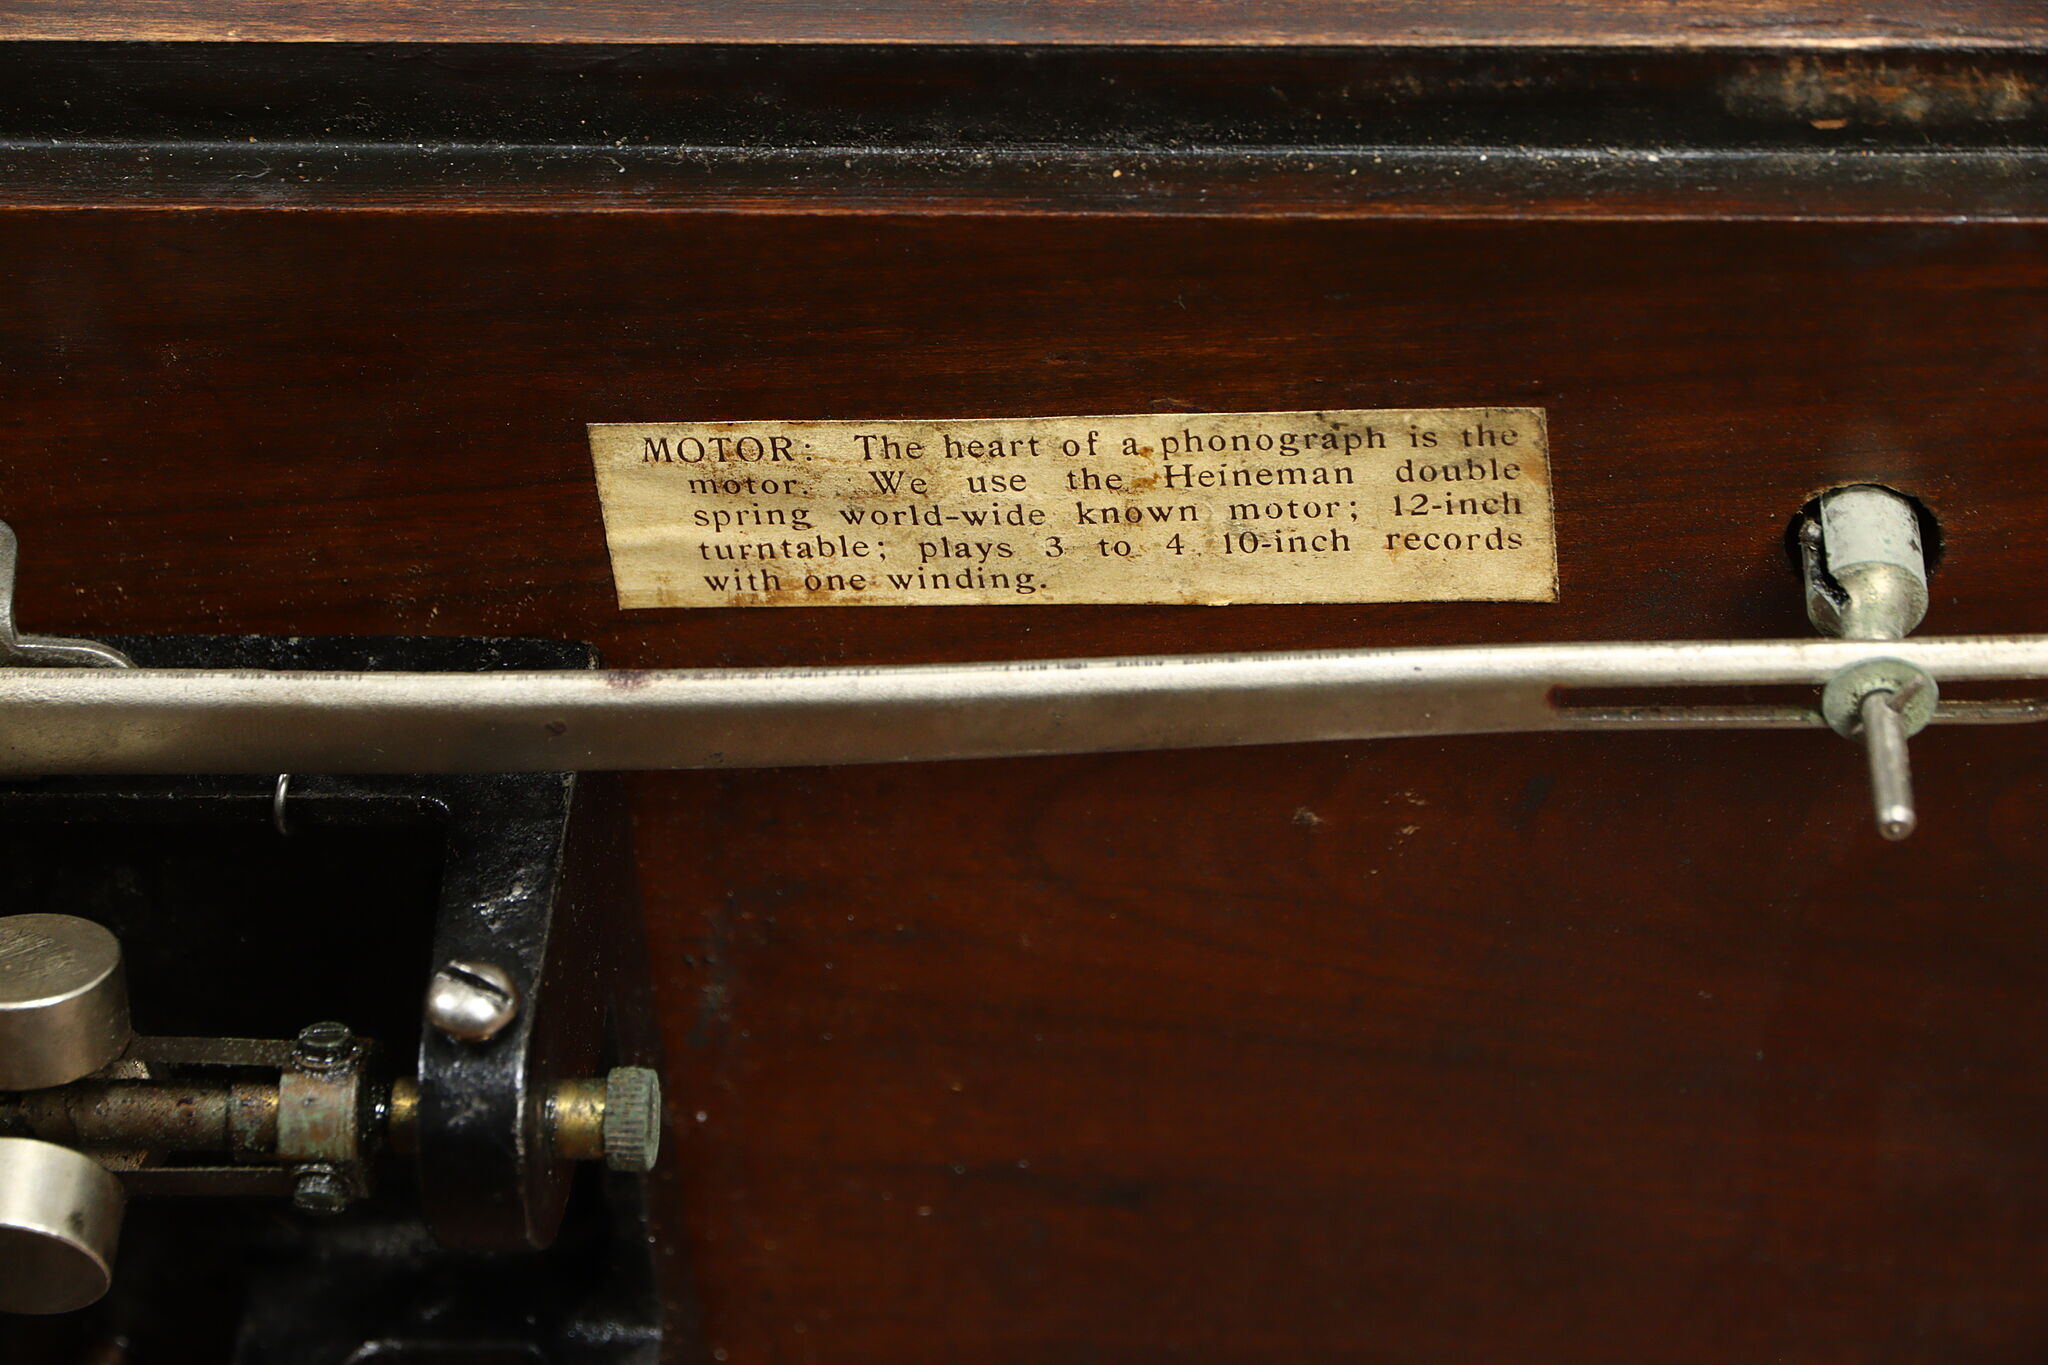 MOTOR: The heart of a phonograph is the
motor. We use the Heineman double
spring world-wide known motor; 12-inch
turntable; plays 3 to 4 10-inch records
with one winding.